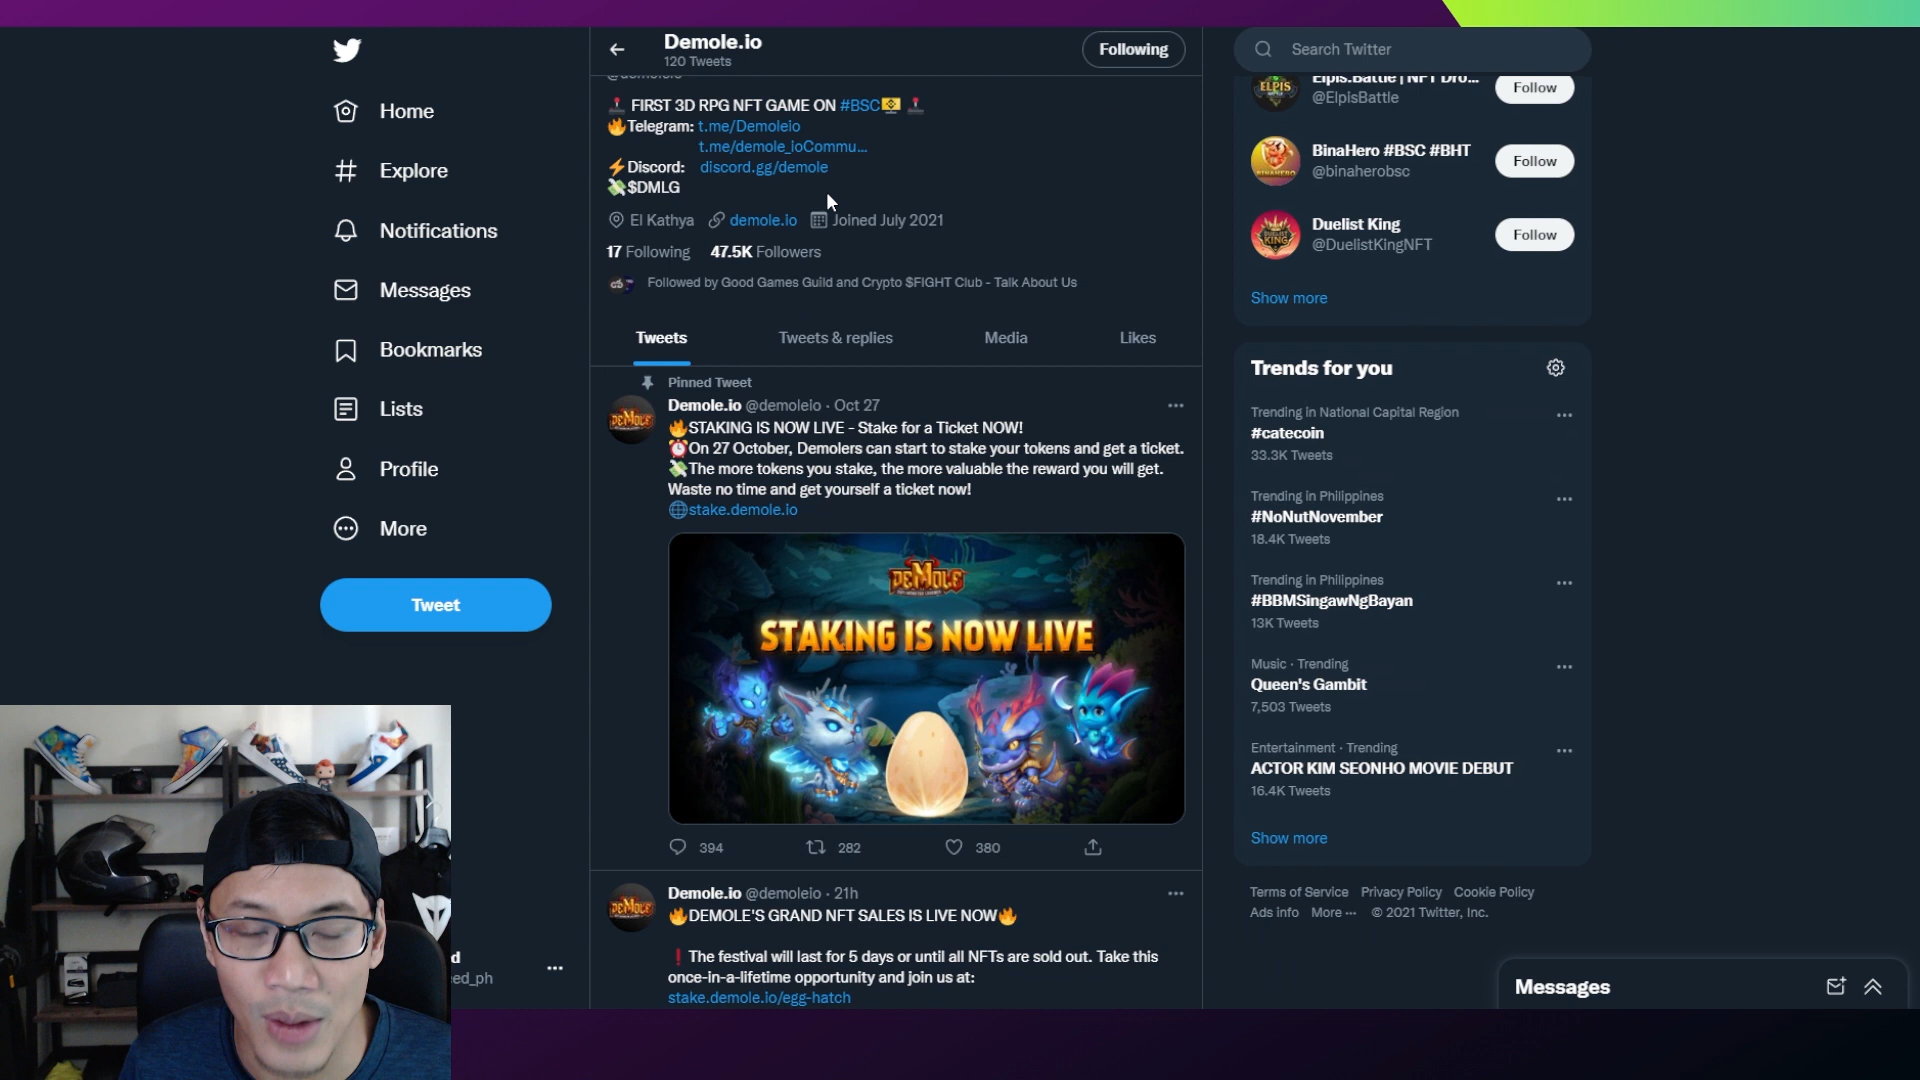 Home
Explore
Notifications
Messages
Bookmarks
Lists
Profile
More
Tweet
d
ed_ph
Demole.io
120 Tweets
Following
@demoleio
FIRST 3D RPG NFT GAME ON #BSC
Telegram: t.me/Demoleio
t.me/demole_ioCommu...
Discord: discord.gg/demole
$DMLG
El Kathya demole.io Joined July 2021
17 Following 47.5K Followers
Followed by Good Games Guild and Crypto $FIGHT Club - Talk About Us
Tweets Tweets & replies Media Likes
Pinned Tweet
Demole.io @demoleio · Oct 27
STAKING IS NOW LIVE - Stake for a Ticket NOW!
On 27 October, Demolers can start to stake your tokens and get a ticket.
The more tokens you stake, the more valuable the reward you will get.
Waste no time and get yourself a ticket now!
stake.demole.io
DEMOLE
STAKING IS NOW LIVE
394 282 380
Demole.io @demoleio · 21h
DEMOLE'S GRAND NFT SALES IS LIVE NOW
The festival will last for 5 days or until all NFTs are sold out. Take this
once-in-a-lifetime opportunity and join us at:
stake.demole.io/egg-hatch
Search Twitter
Elpis.Battle | NFT Dro...
@ElpisBattle
Follow
BinaHero #BSC #BHT
@binaherobsc
Follow
Duelist King
@DuelistKingNFT
Follow
Show more
Trends for you
Trending in National Capital Region
#catecoin
33.3K Tweets
Trending in Philippines
#NoNutNovember
18.4K Tweets
Trending in Philippines
#BBMSingawNgBayan
13K Tweets
Music · Trending
Queen's Gambit
7,503 Tweets
Entertainment · Trending
ACTOR KIM SEONHO MOVIE DEBUT
16.4K Tweets
Show more
Terms of Service Privacy Policy Cookie Policy
Ads info More ··· © 2021 Twitter, Inc.
Messages